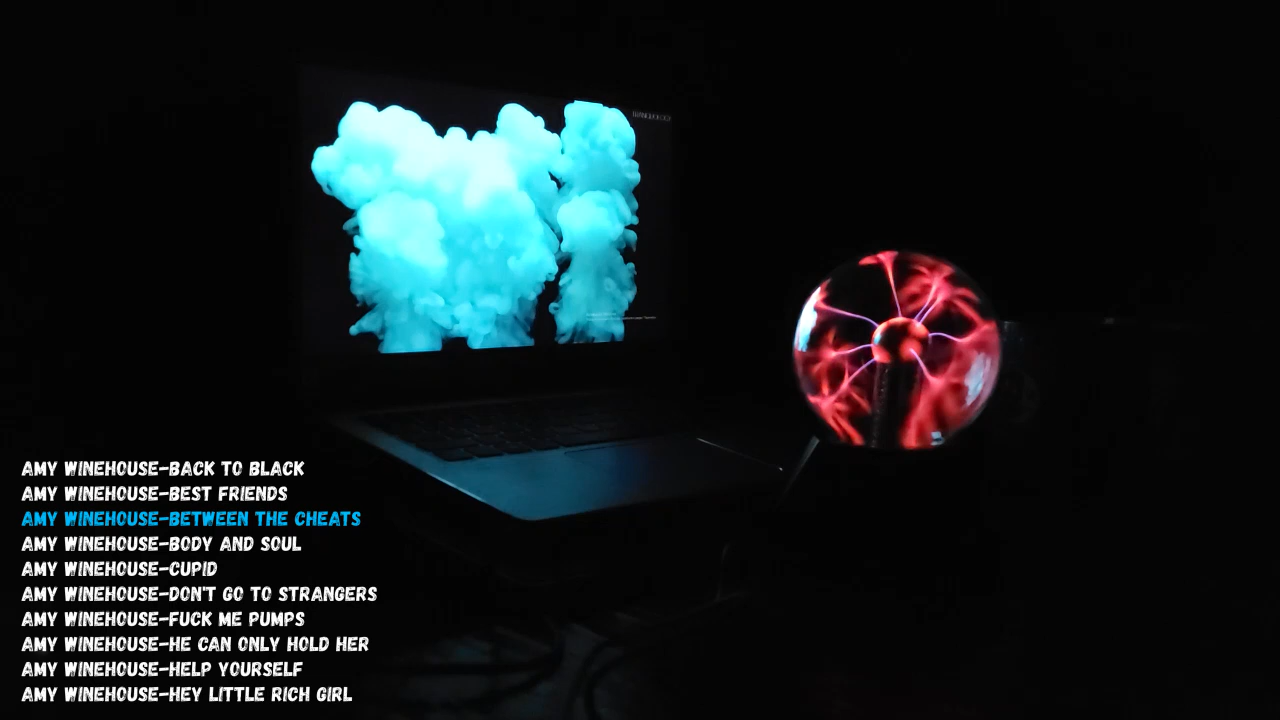 AMY WINEHOUSE-BACK TO BLACK
AMY WINEHOUSE-BEST FRIENDS
AMY WINEHOUSE-BETWEEN THE CHEATS
AMY WINEHOUSE-BODY AND SOUL
AMY WINEHOUSE-CUPID
AMY WINEHOUSE-DON'T GO TO STRANGERS
AMY WINEHOUSE-FUCK ME PUMPS
AMY WINEHOUSE-HE CAN ONLY HOLD HER
AMY WINEHOUSE-HELP YOURSELF
AMY WINEHOUSE-HEY LITTLE RICH GIRL